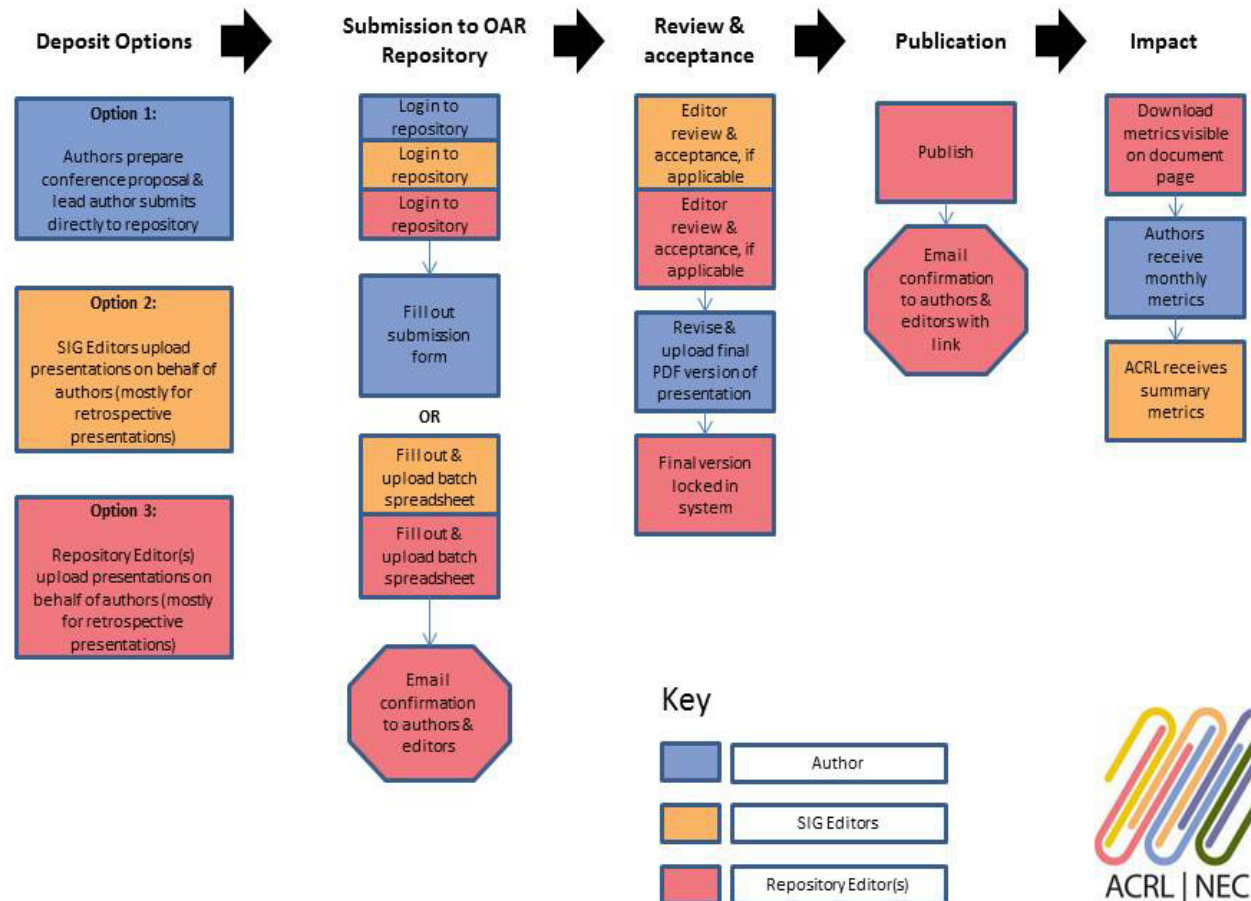 Deposit Options
Submission to OAR
Repository
Review &
acceptance
Publication
Impact
Option 1:
Authors prepare
conference proposal &
lead author submits
directly to repository
Option 2:
SIG Editors upload
presentations on behalf of
authors (mostly for
retrospective
presentations)
Option 3:
Repository Editor(s)
upload presentations on
behalf of authors (mostly
for retrospective
presentations)
Login to
repository
Login to
repository
Login to
repository
Fill out
submission
form
OR
Fill out &
upload batch
spreadsheet
Fill out &
upload batch
spreadsheet
Email
confirmation
to authors &
editors
Editor
review &
acceptance, if
applicable
Editor
review &
acceptance, if
applicable
Revise &
upload final
PDF version of
presentation
Final version
locked in
system
Publish
Email
confirmation
to authors &
editors with
link
Download
metrics visible
on document
page
Authors
receive
monthly
metrics
ACRL receives
summary
metrics
Key
Author
SIG Editors
Repository Editor(s)
ACRL | NEC